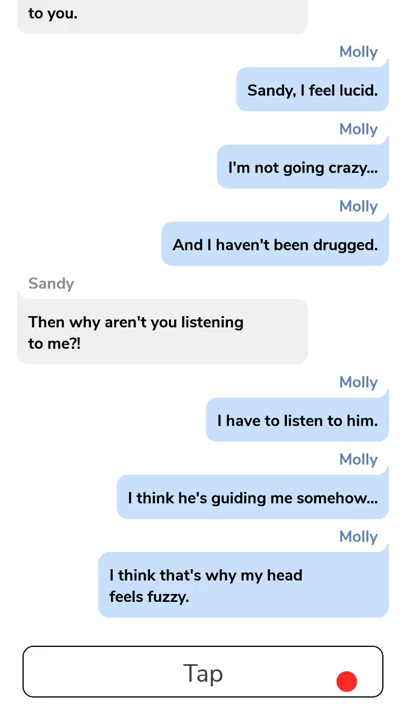 to you.
Molly
Sandy, I feel lucid.
Molly
I'm not going crazy...
Molly
And I haven't been drugged.
Sandy
Then why aren't you listening
to me?!
Molly
I have to listen to him.
Molly
I think he's guiding me somehow...
Molly
I think that's why my head
feels fuzzy.
Tap